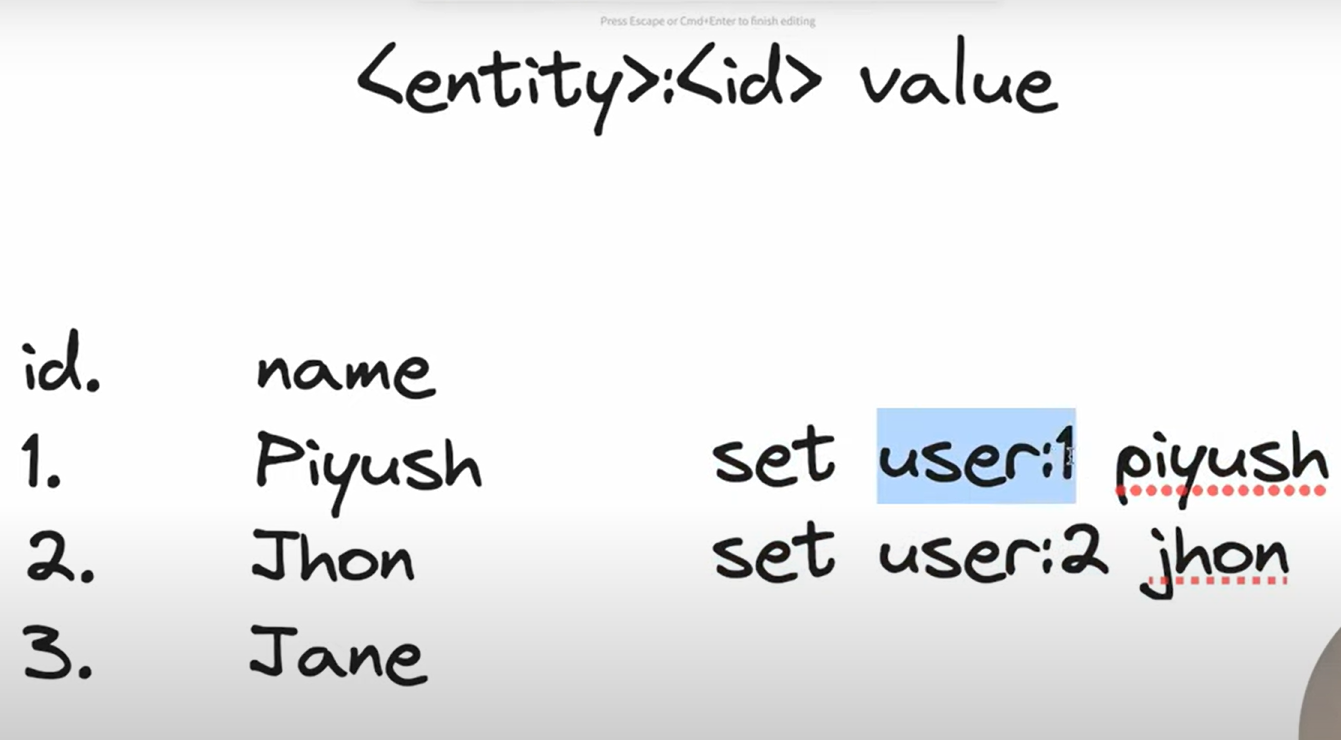 Press Escape or Cmd+Enter to finish editing
<entity>:<id> value
id. name
1. Piyush set user:1 piyush
2. Jhon set user:2 jhon
3. Jane